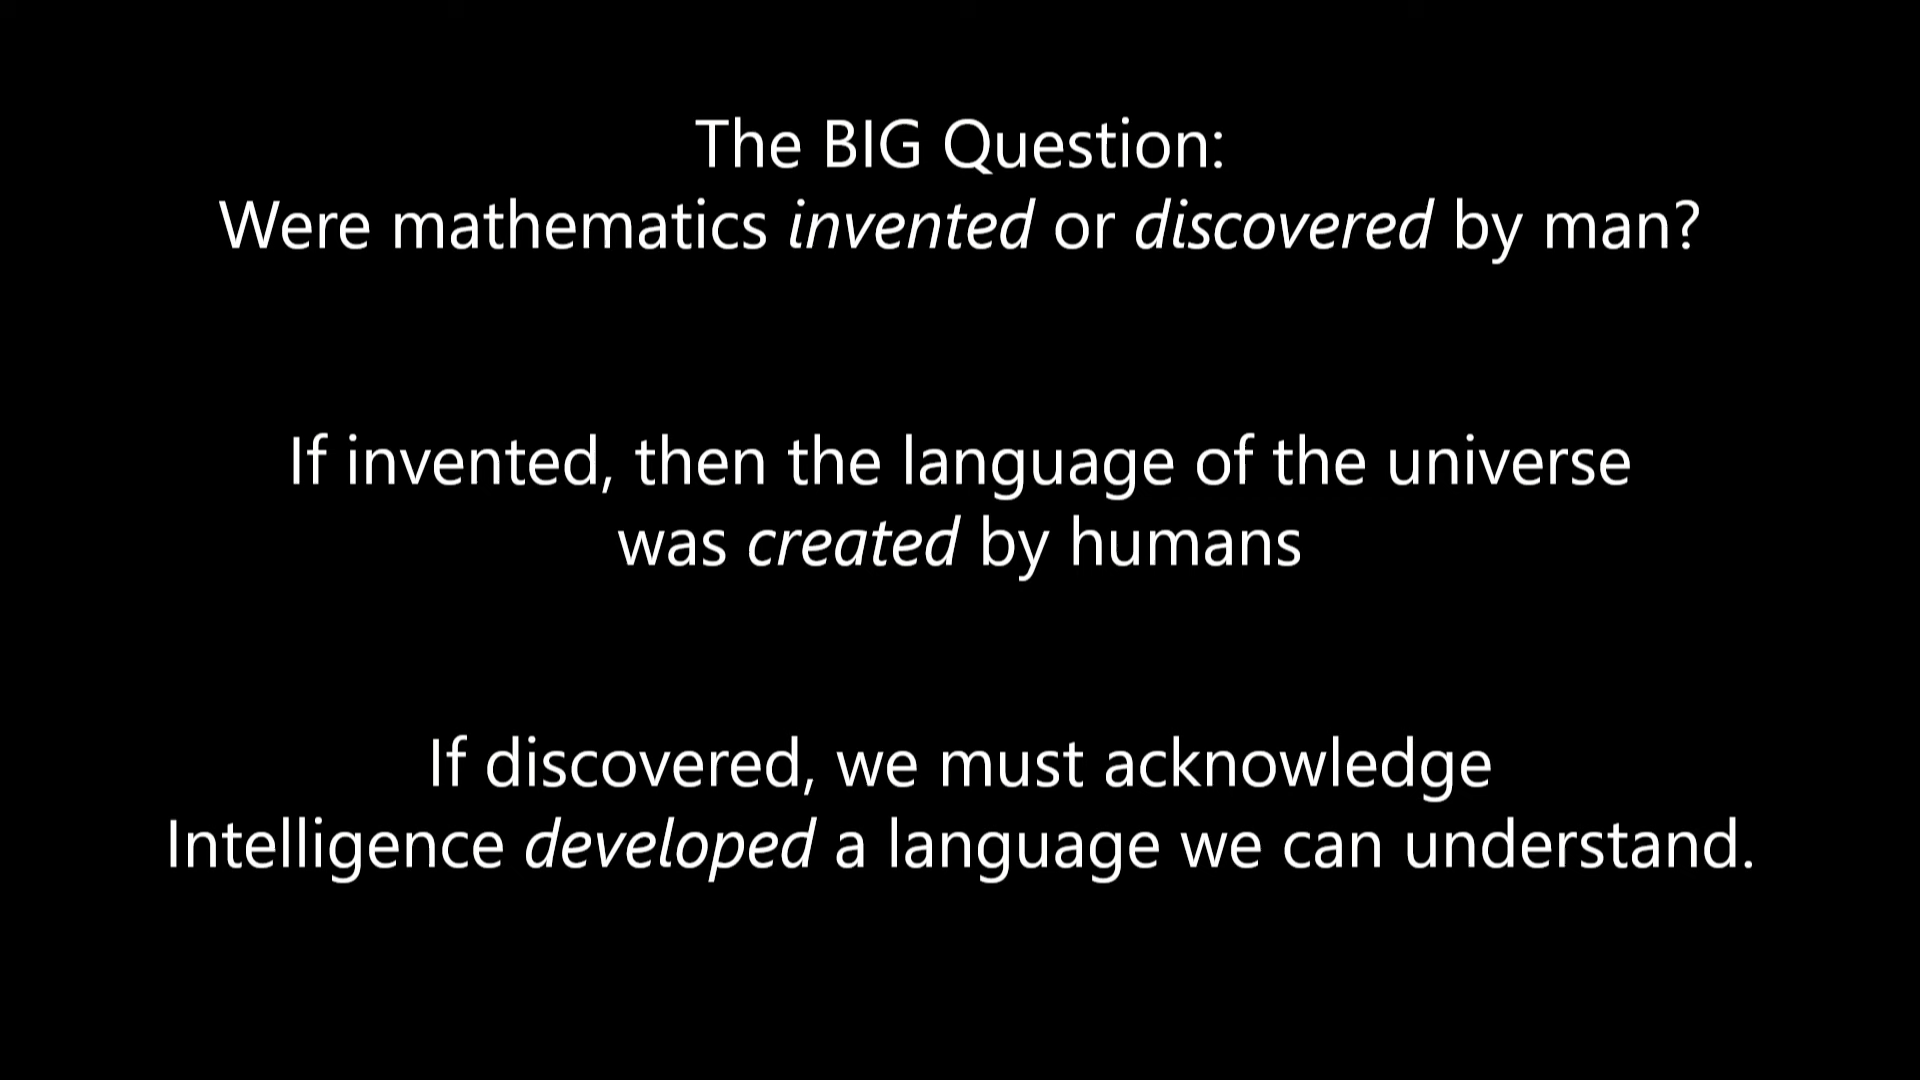 The BIG Question:
Were mathematics invented or discovered by man?
If invented, then the language of the universe
was created by humans
If discovered, we must acknowledge
Intelligence developed a language we can understand.